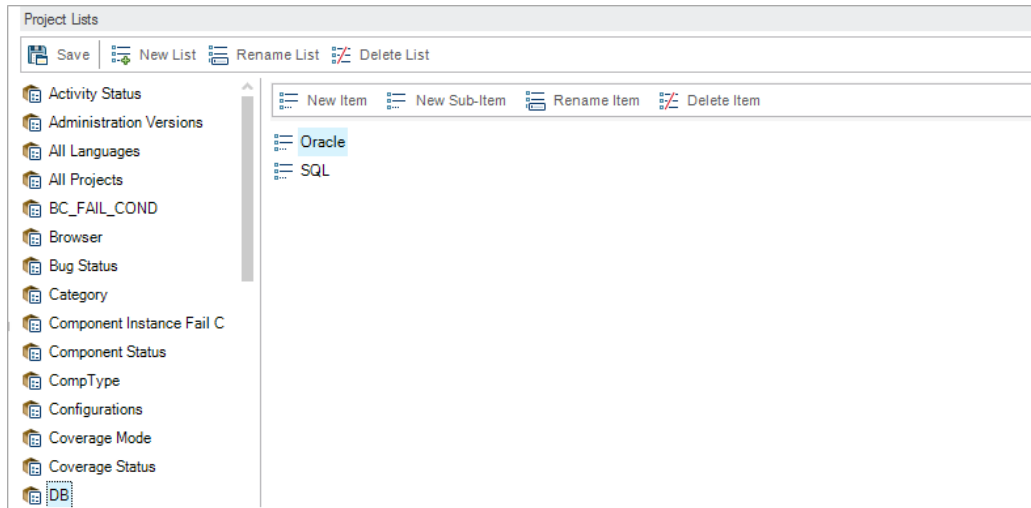 Project Lists
Save New List Rename List Delete List
Activity Status
Administration Versions
All Languages
All Projects
BC_FAIL_COND
Browser
Bug Status
Category
Component Instance Fail C
Component Status
CompType
Configurations
Coverage Mode
Coverage Status
DB
New Item New Sub-Item Rename Item Delete Item
Oracle
SQL